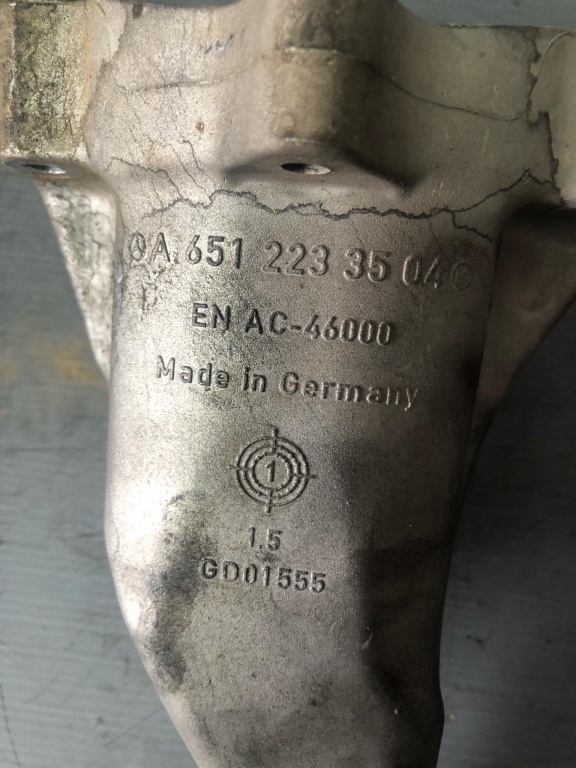 A 651 223 35 04
EN AC-46000
Made in Germany
1
1.5
GD01555